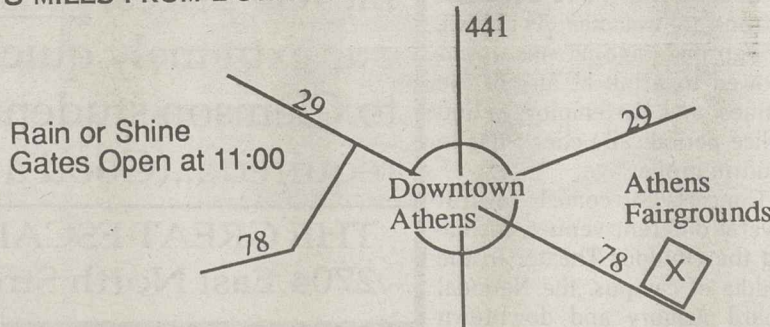 441
29
29
Rain or Shine
Gates Open at 11:00
Downtown
Athens
Athens
Fairgrounds
78
78
X